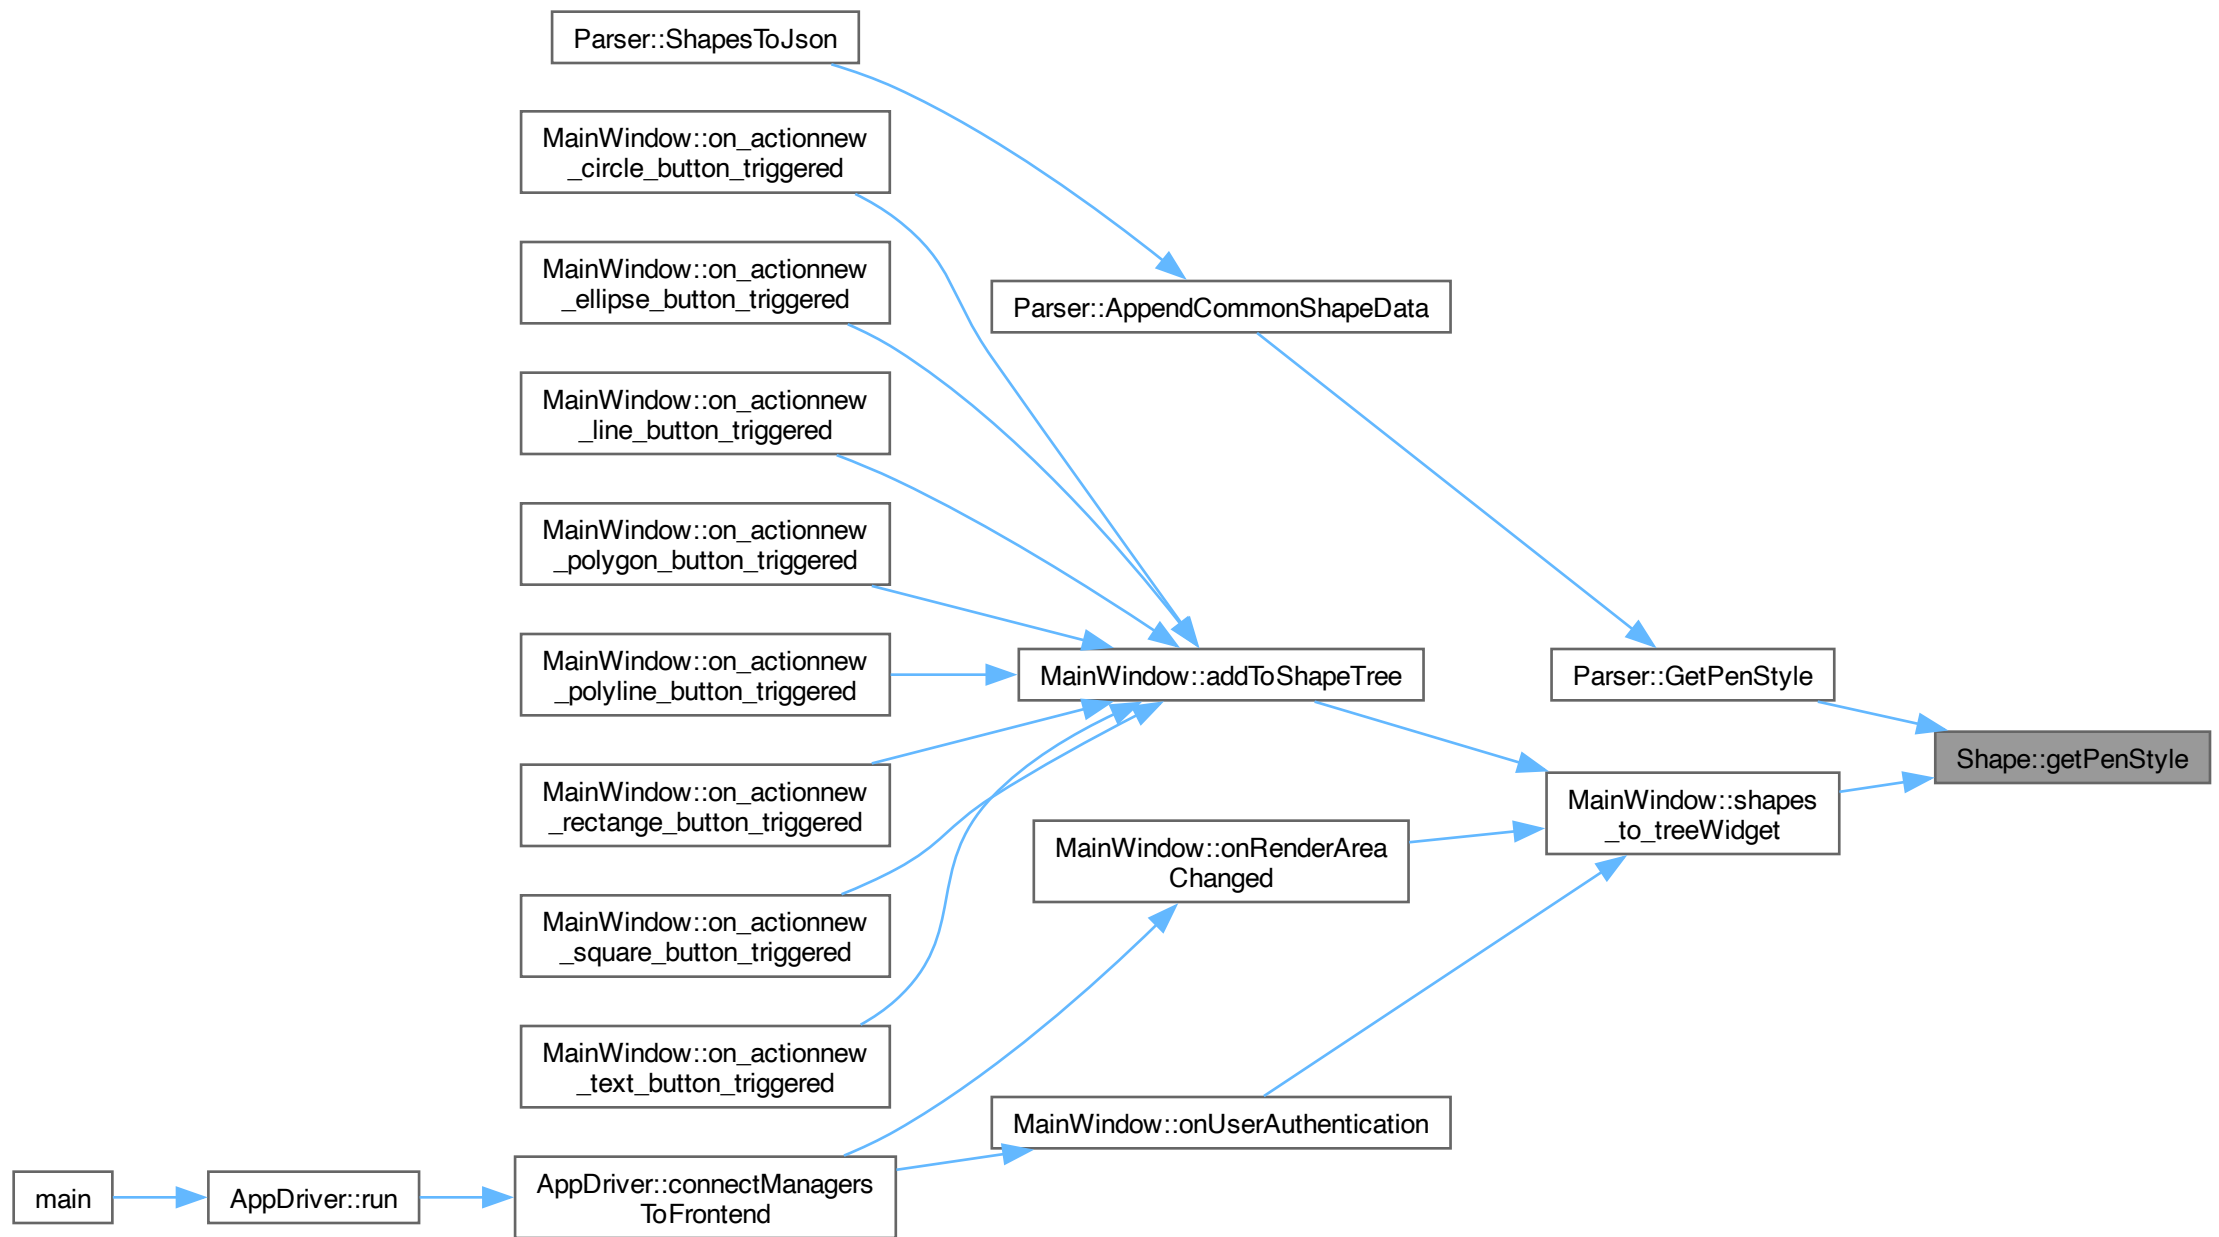 Parser::ShapesToJson
MainWindow::on_actionnew
_circle_button_triggered
MainWindow::on_actionnew
_ellipse_button_triggered
MainWindow::on_actionnew
_line_button_triggered
MainWindow::on_actionnew
_polygon_button_triggered
MainWindow::on_actionnew
_polyline_button_triggered
MainWindow::on_actionnew
_rectange_button_triggered
MainWindow::on_actionnew
_square_button_triggered
MainWindow::on_actionnew
_text_button_triggered
main
AppDriver::run
AppDriver::connectManagers
ToFrontend
Parser::AppendCommonShapeData
MainWindow::addToShapeTree
MainWindow::onRenderArea
Changed
MainWindow::onUserAuthentication
Parser::GetPenStyle
MainWindow::shapes
_to_treeWidget
Shape::getPenStyle